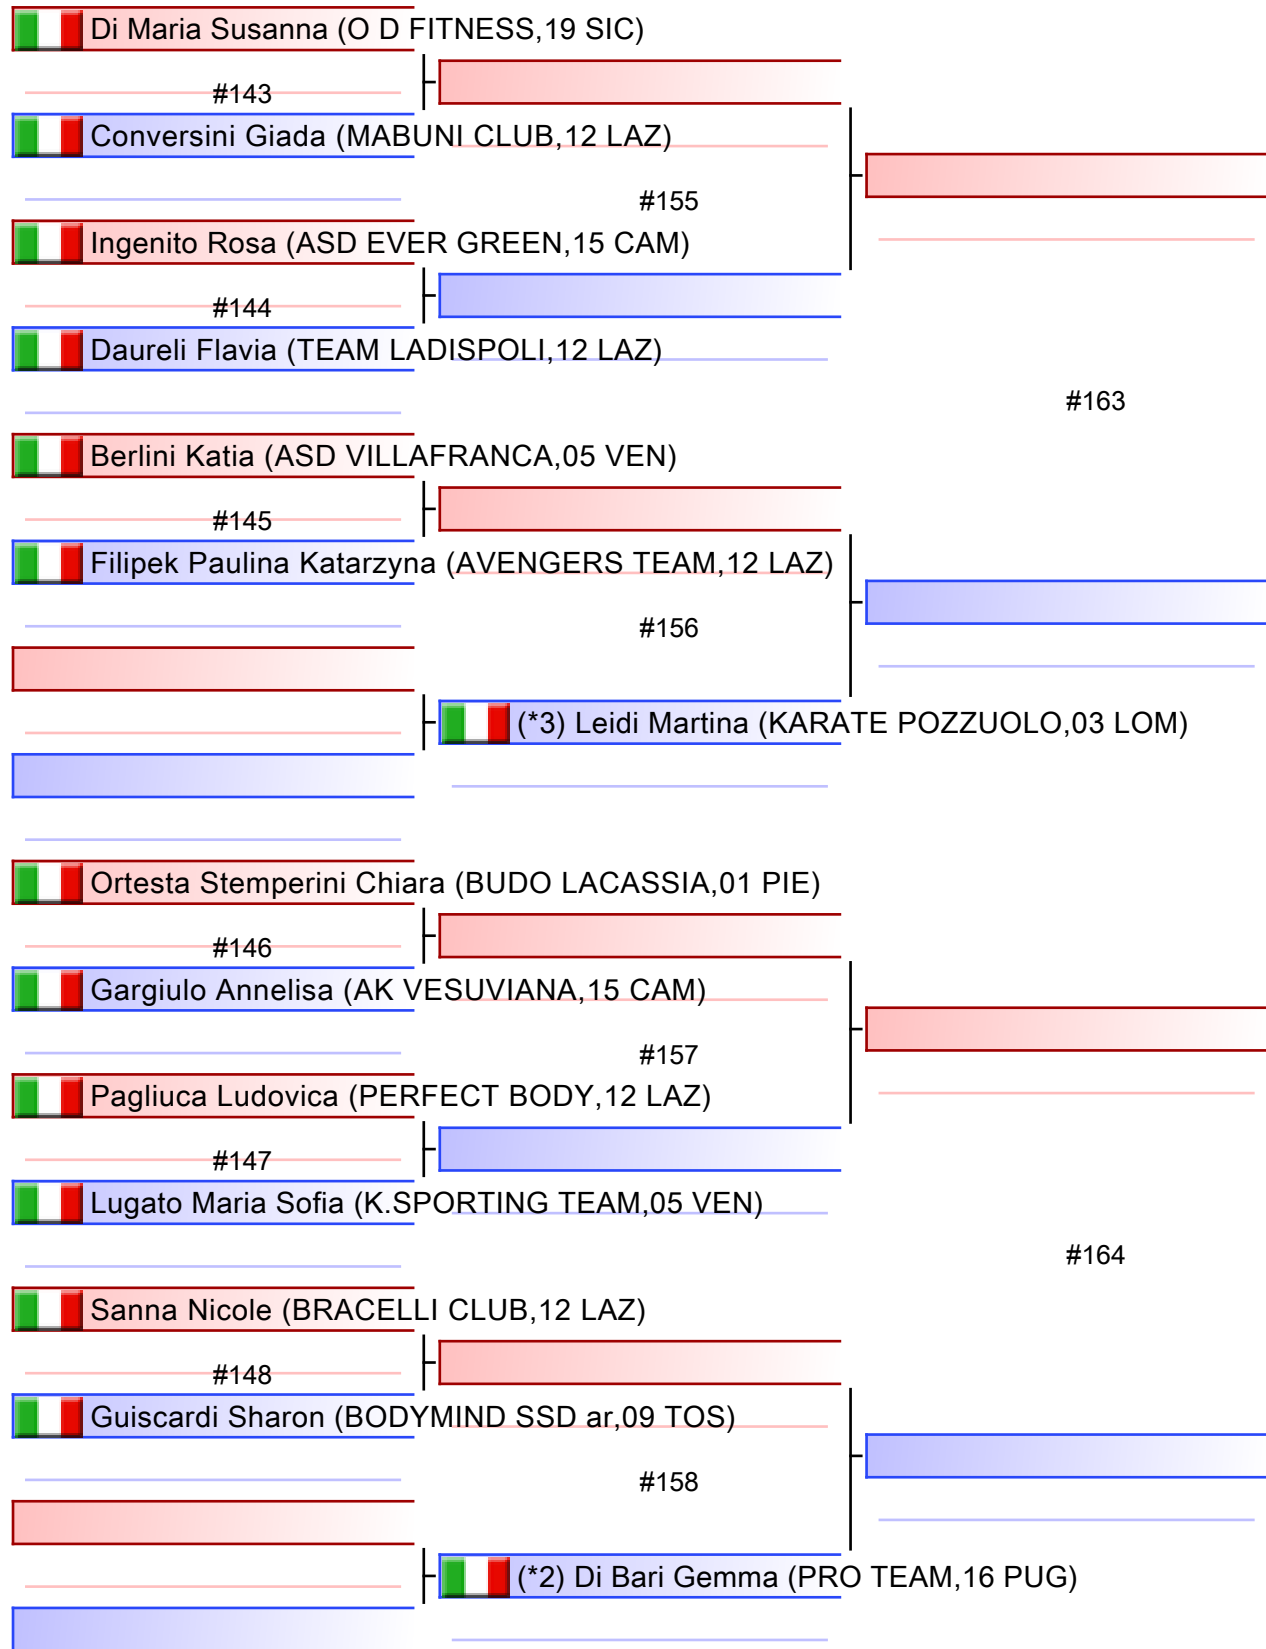 Di Maria Susanna (O D FITNESS,19 SIC)
#143
Conversini Giada (MABUNI CLUB,12 LAZ)
#155
Ingenito Rosa (ASD EVER GREEN,15 CAM)
#144
Daureli Flavia (TEAM LADISPOLI,12 LAZ)
#163
Berlini Katia (ASD VILLAFRANCA,05 VEN)
#145
Filipek Paulina Katarzyna (AVENGERS TEAM,12 LAZ)
#156
(*3) Leidi Martina (KARATE POZZUOLO,03 LOM)
Ortesta Stemperini Chiara (BUDO LACASSIA,01 PIE)
#146
Gargiulo Annelisa (AK VESUVIANA,15 CAM)
#157
Pagliuca Ludovica (PERFECT BODY,12 LAZ)
#147
Lugato Maria Sofia (K.SPORTING TEAM,05 VEN)
#164
Sanna Nicole (BRACELLI CLUB,12 LAZ)
#148
Guiscardi Sharon (BODYMIND SSD ar,09 TOS)
#158
(*2) Di Bari Gemma (PRO TEAM,16 PUG)